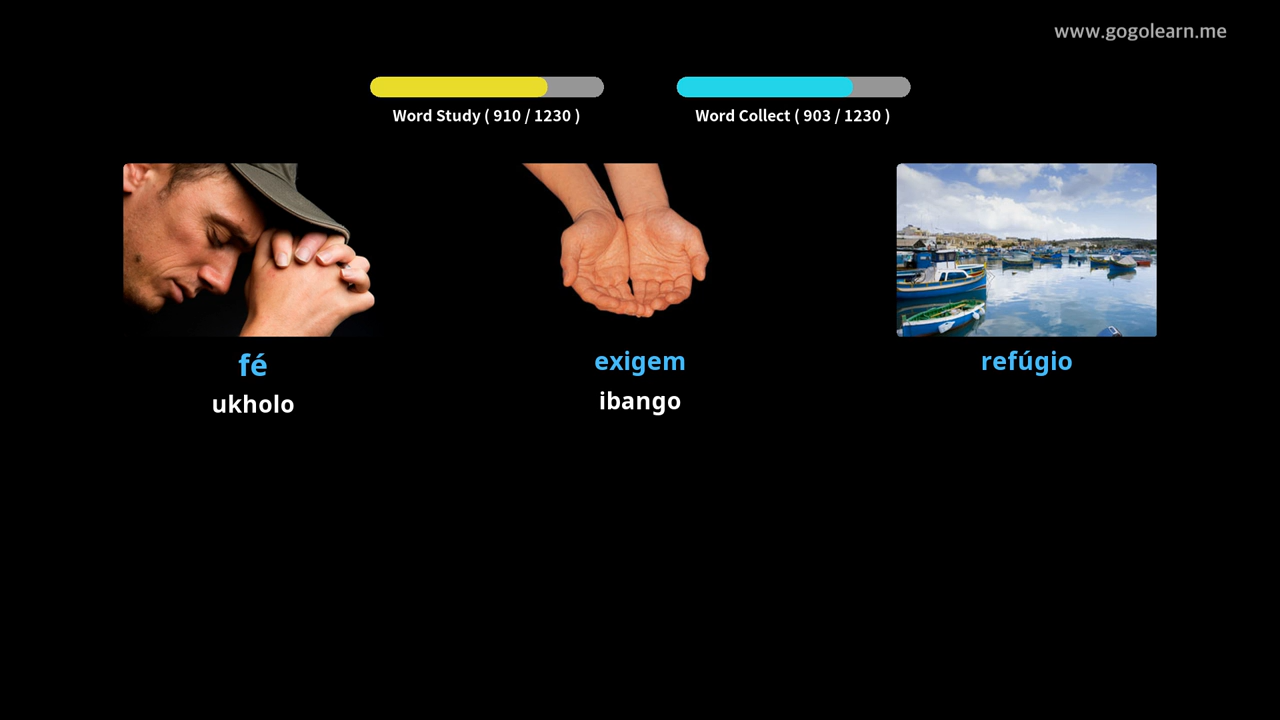 www.gogolearn.me
Word Study ( 910 / 1230 )
Word Collect ( 903 / 1230 )
fé
exigem
refúgio
ukholo
ibango